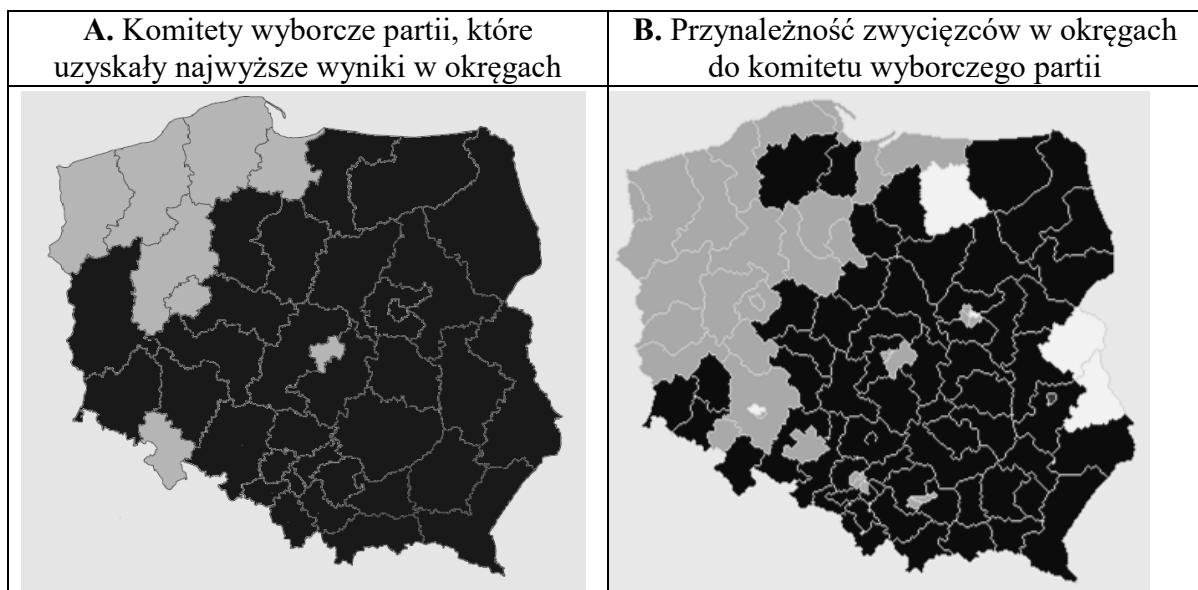 A. Komitety wyborcze partii, które
uzyskały najwyższe wyniki w okręgach
B. Przynależność zwycięzców w okręgach
do komitetu wyborczego partii